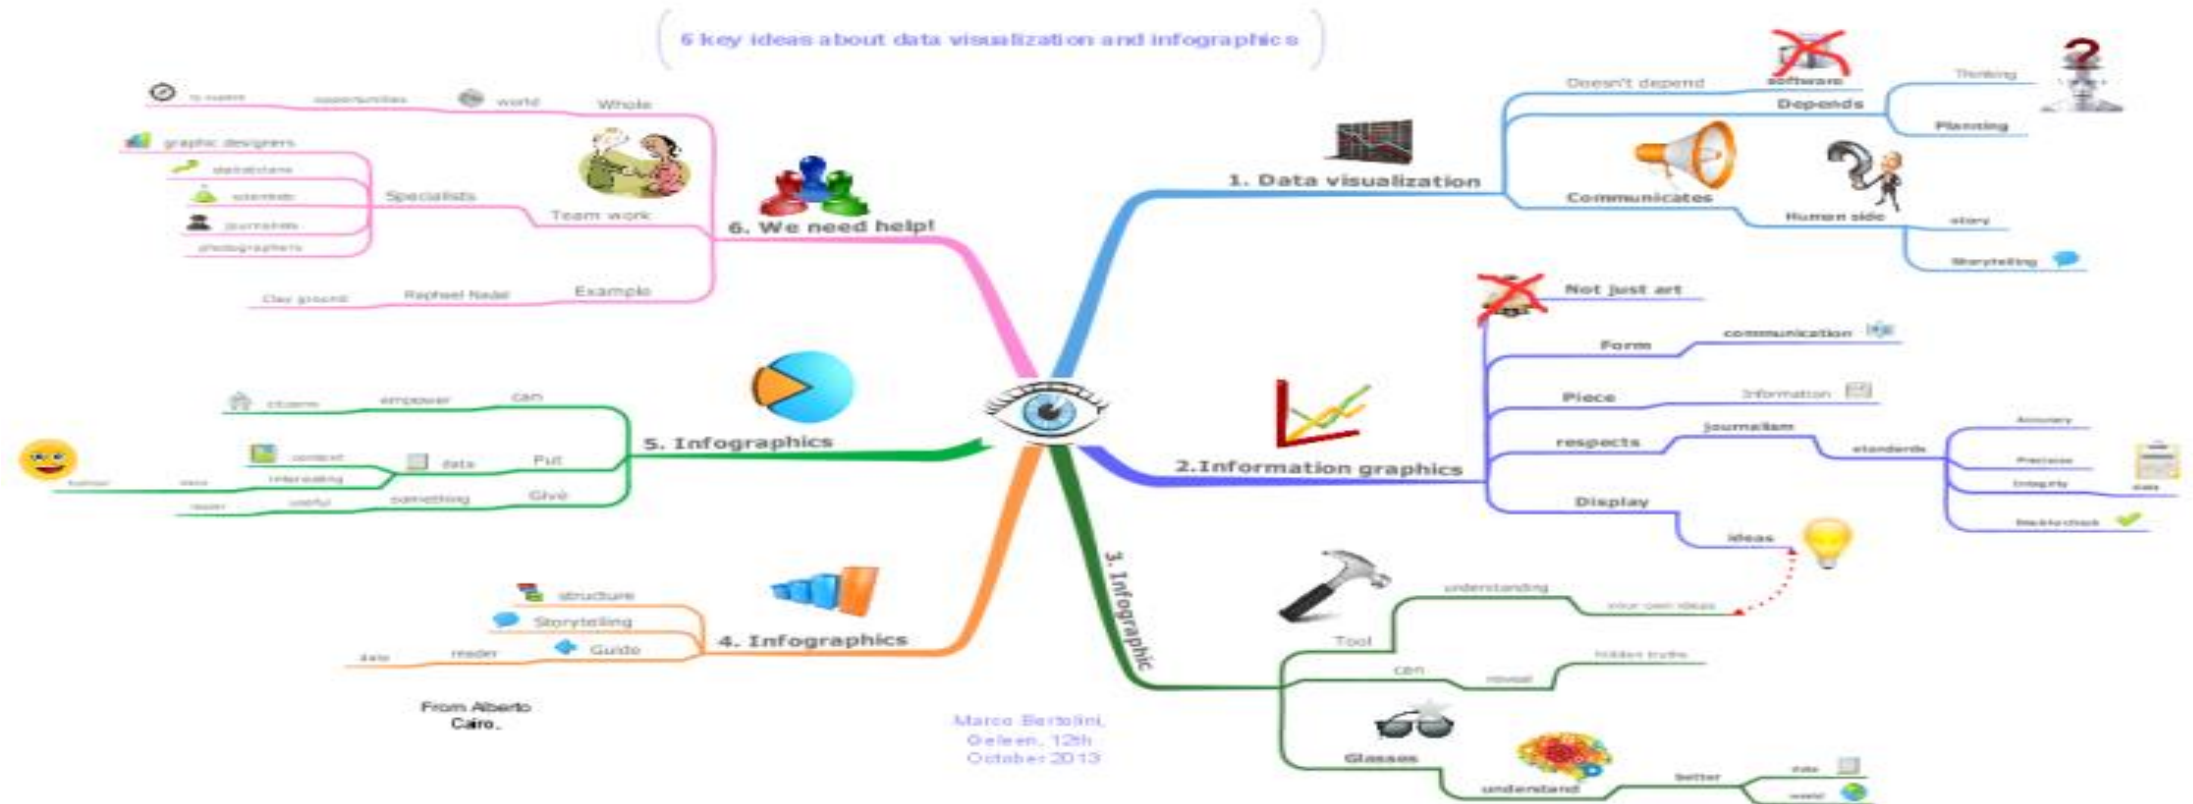 6 key ideas about data visualization and infographics
1. Data visualization
Doesn't depend
software
Depends
Thinking
Planning
Communicates
Human side
story
Storytelling
2.Information graphics
Not just art
Form
communication
Piece
Information
respects
journalism
standards
Accuracy
Precision
Integrity
data
Display
ideas
3. Infographic
Tool
understanding
your own ideas
can
reveal
hidden truths
Glasses
understand
better
data
world
4. Infographics
structure
Storytelling
Guide
reader
data
5. Infographics
can
empower
citizens
Put
data
context
interesting
Give
something
useful
reader
6. We need help!
Whole
world
opportunities
Team work
Specialists
graphic designers
statisticians
scientists
journalists
photographers
Example
Raphael Nadal
Clay ground
From Alberto
Cairo.
Marco Bertolini,
Geleen, 12th
October 2013